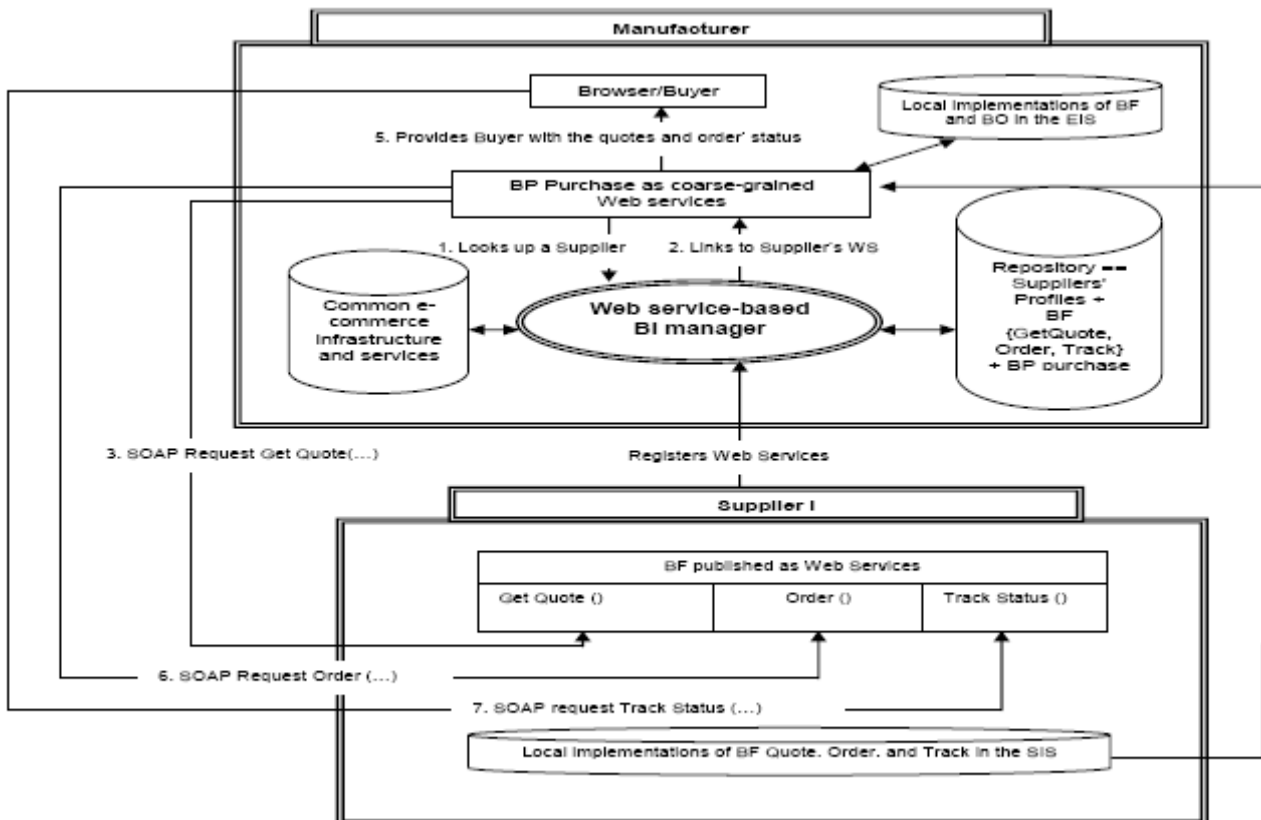 Manufacturer
Browser/Buyer
Local Implementations of BF
and BO in the EIS
5. Provides Buyer with the quotes and order' status
BP Purchase as coarse-grained
Web services
1. Looks up a Supplier
2. Links to Supplier's WS
Common e-
commerce
infrastructure
and services
Web service-based
BI manager
Repository ==
Suppliers'
Profiles +
BF
{GetQuote,
Order, Track}
+ BP purchase
3. SOAP Request Get Quote(...)
Registers Web Services
Supplier I
BF published as Web Services
Get Quote ()
Order ()
Track Status ()
6. SOAP Request Order (...)
7. SOAP request Track Status (...)
Local Implementations of BF Quote, Order, and Track in the SIS